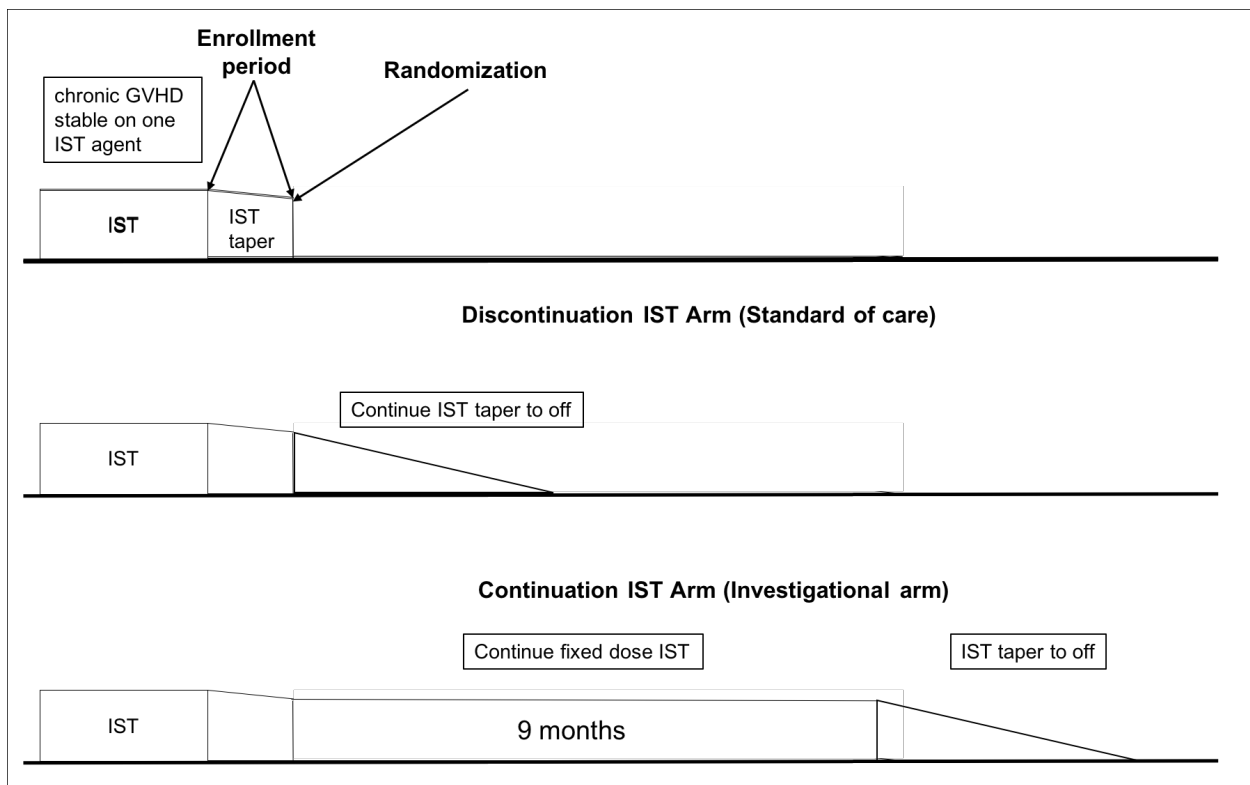 Enrollment
period
Randomization
chronic GVHD
stable on one
IST agent
IST
IST
taper
Discontinuation IST Arm (Standard of care)
Continue IST taper to off
IST
Continuation IST Arm (Investigational arm)
Continue fixed dose IST
IST taper to off
IST
9 months